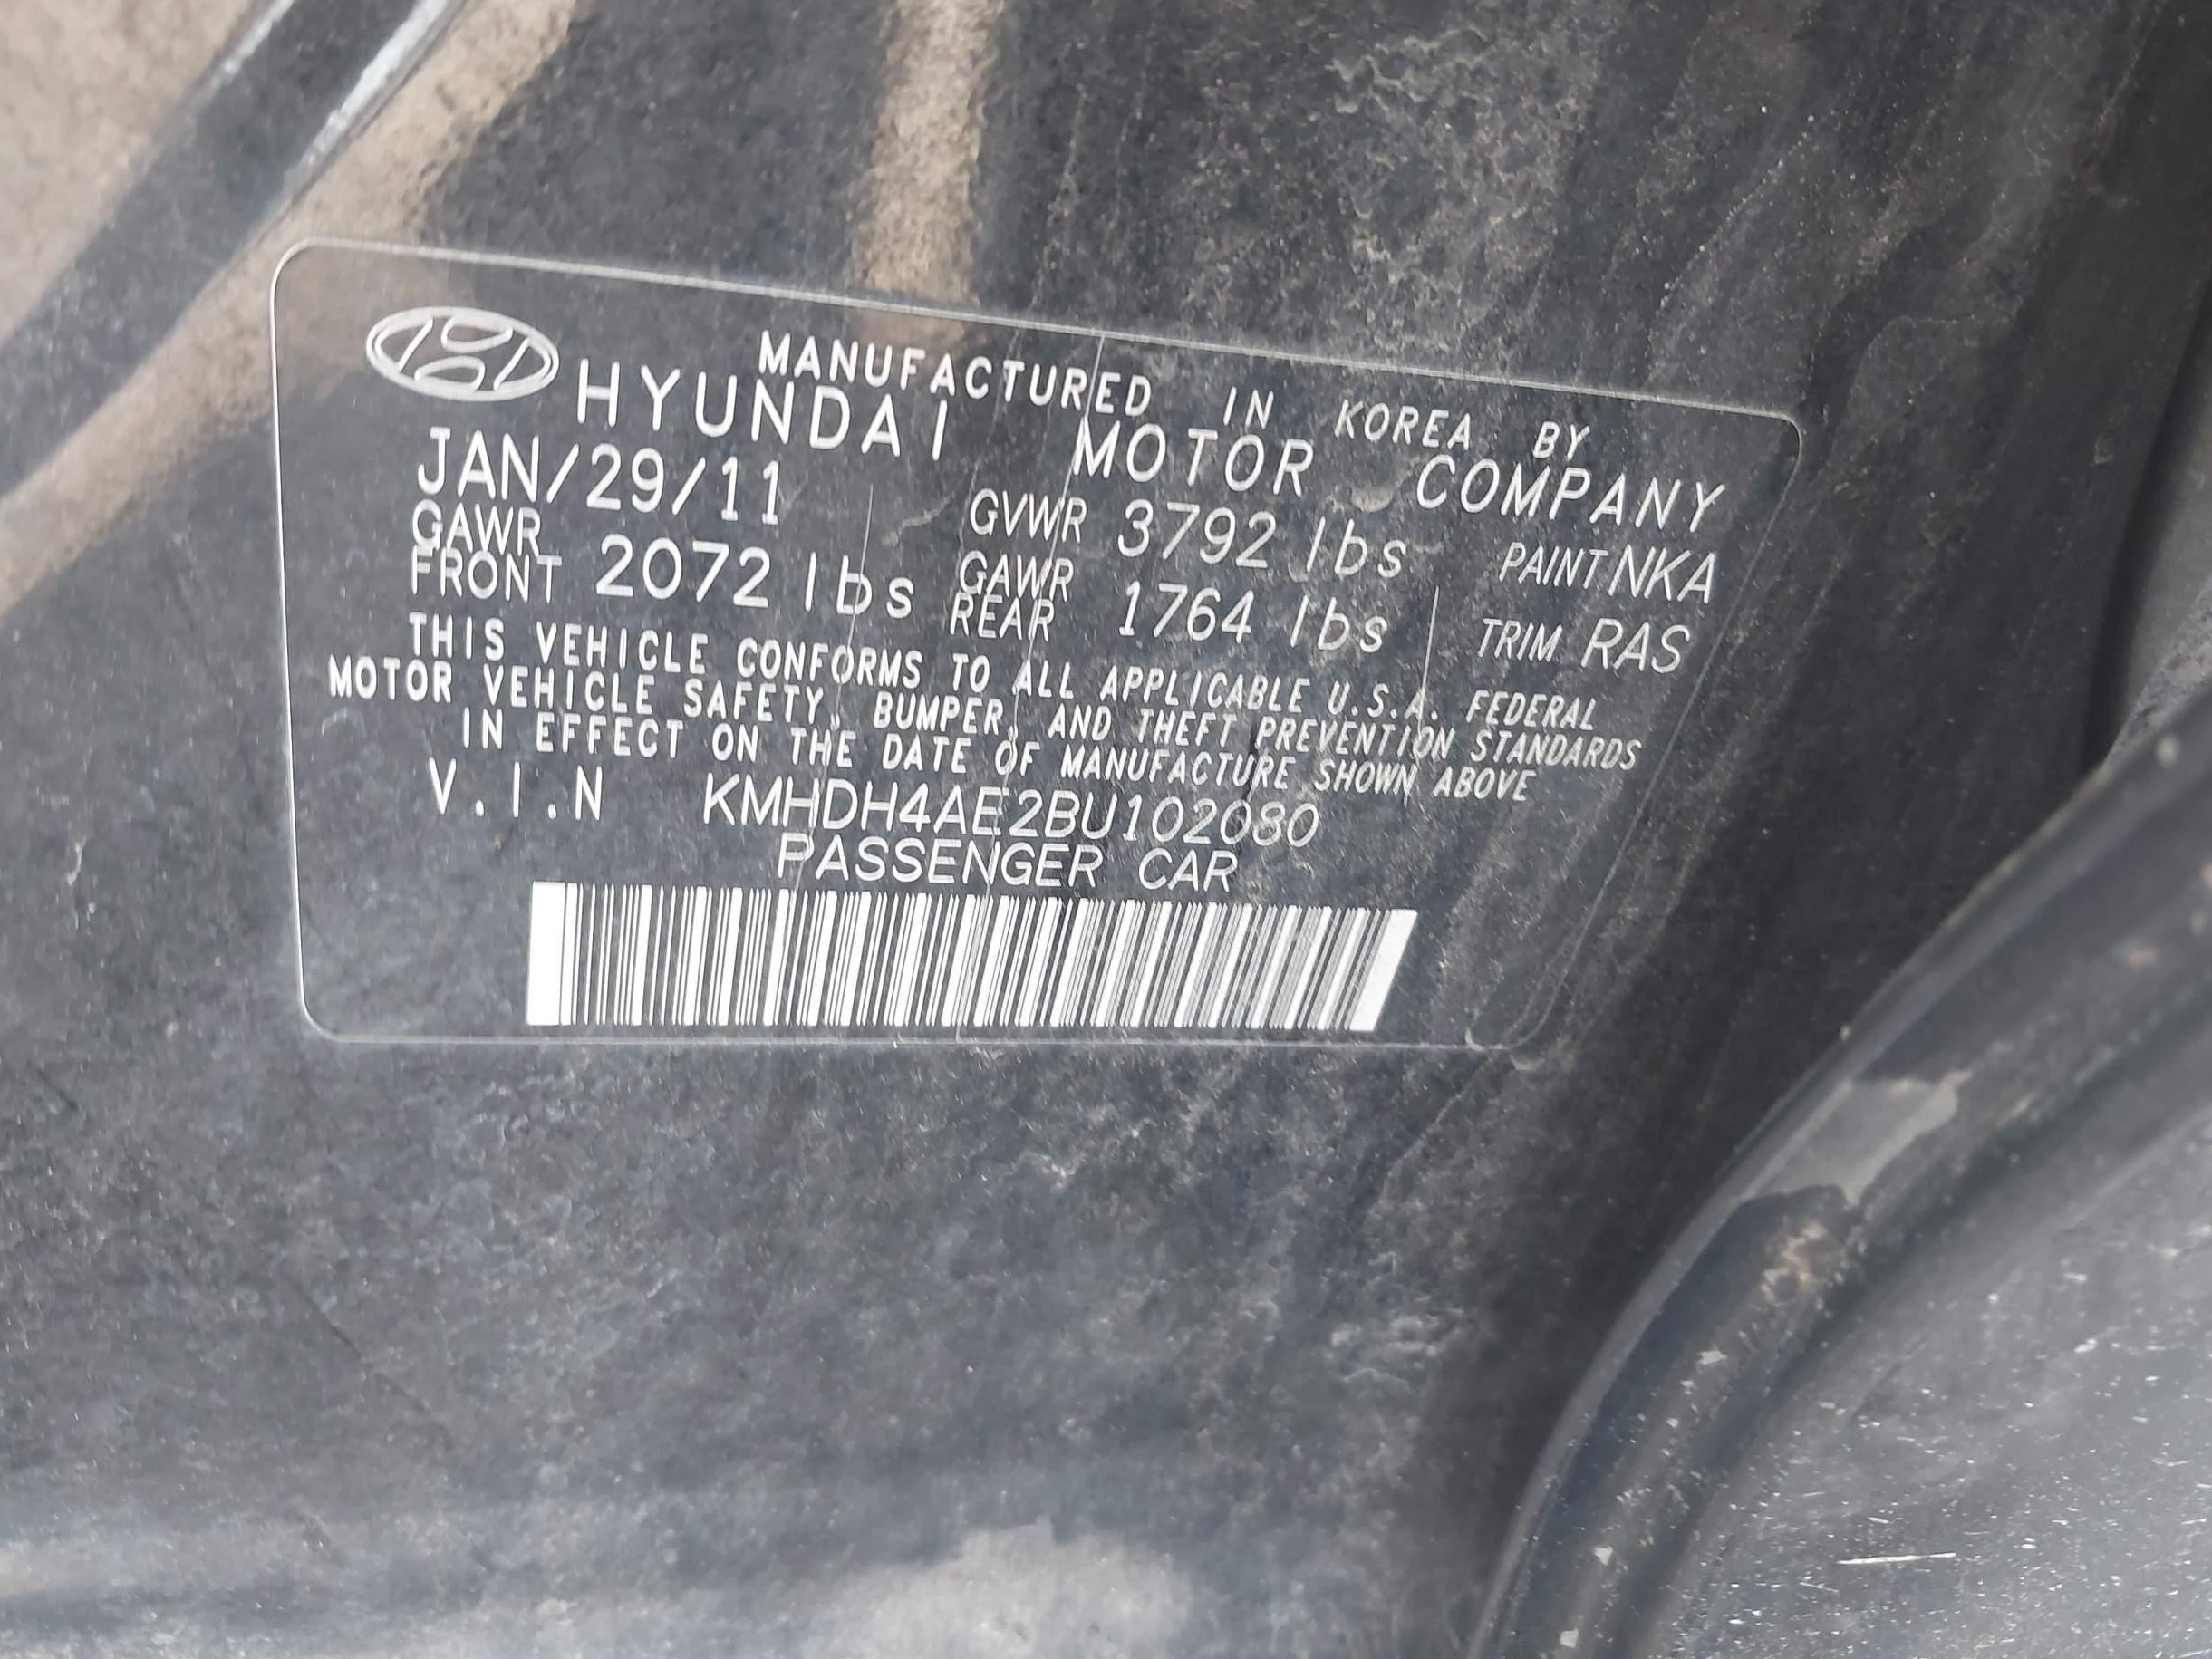 MANUFACTURED IN KOREA BY
HYUNDAI MOTOR COMPANY
JAN/29/11 GVWR 3792 lbs PAINT NKA
GAWR FRONT 2072 lbs GAWR REAR 1764 lbs TRIM RAS
THIS VEHICLE CONFORMS TO ALL APPLICABLE U.S.A. FEDERAL
MOTOR VEHICLE SAFETY, BUMPER, AND THEFT PREVENTION STANDARDS
IN EFFECT ON THE DATE OF MANUFACTURE SHOWN ABOVE
V.I.N KMHDH4AE2BU102080
PASSENGER CAR